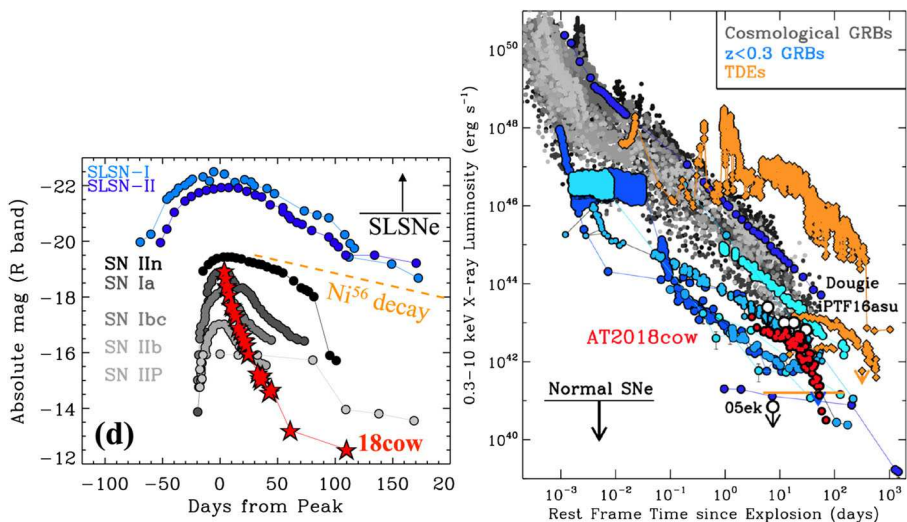 SLSN-I
SLSN-II
SLSNe
SN IIn
SN Ia
SN Ibc
SN IIb
SN IIP
Ni⁵⁶ decay
(d)
18cow
Absolute mag (R band)
-22
-20
-18
-16
-14
-12
-100 -50 0 50 100 150 20
Days from Peak
Cosmological GRBs
z<0.3 GRBs
TDEs
0.3-10 keV X-ray Luminosity (erg s⁻¹)
10⁵⁰
10⁴⁸
10⁴⁶
10⁴⁴
10⁴²
10⁴⁰
Dougie
iPTF16asu
AT2018cow
Normal SNe
05ek
10⁻³ 10⁻² 10⁻¹ 10⁰ 10¹ 10² 10³
Rest Frame Time since Explosion (days)